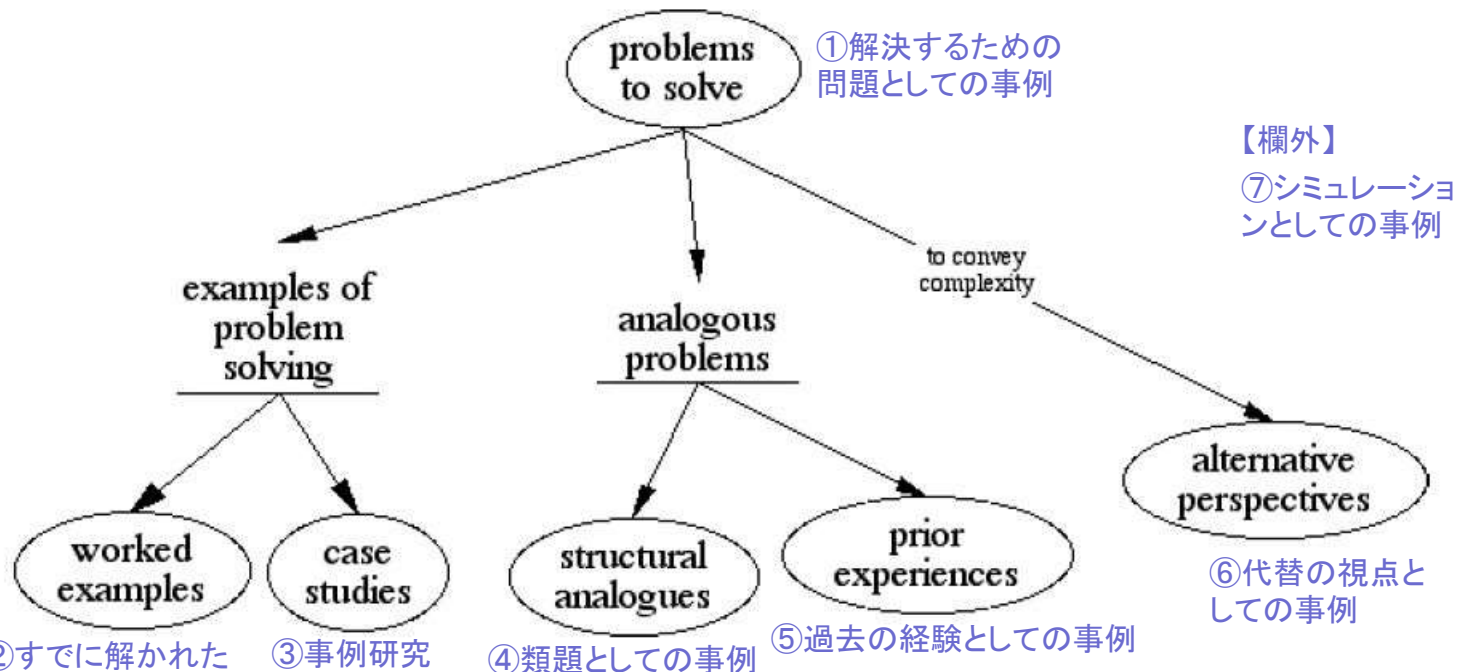 problems
to solve
①解決するための
問題としての事例
【欄外】
⑦シミュレーショ
ンとしての事例
to convey
complexity
examples of
problem
solving
analogous
problems
alternative
perspectives
⑥代替の視点と
しての事例
worked
examples
case
studies
structural
analogues
prior
experiences
②すでに解かれた
③事例研究
④類題としての事例
⑤過去の経験としての事例